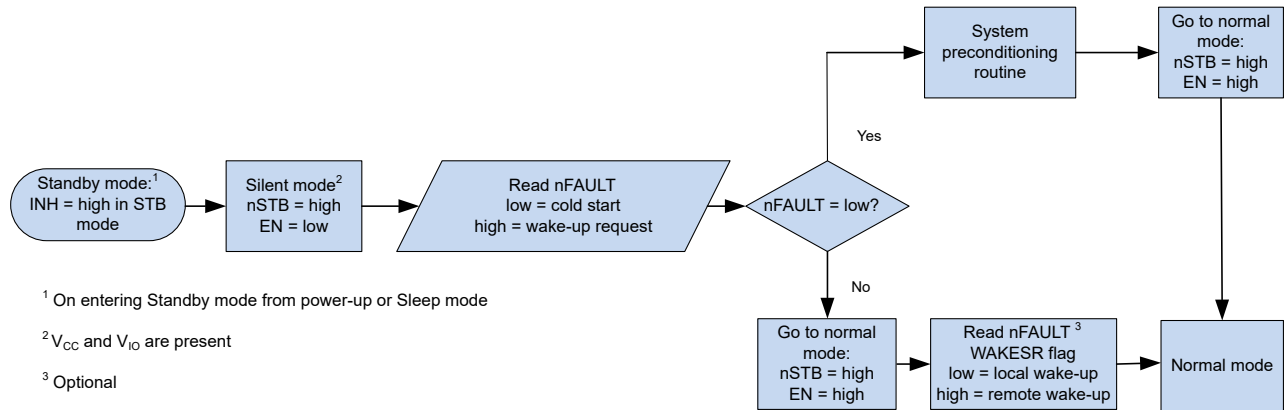 Standby mode:¹
INH = high in STB
mode
Silent mode²
nSTB = high
EN = low
Read nFAULT
low = cold start
high = wake-up request
nFAULT = low?
Yes
System
preconditioning
routine
Go to normal
mode:
nSTB = high
EN = high
No
Go to normal
mode:
nSTB = high
EN = high
Read nFAULT ³
WAKESR flag
low = local wake-up
high = remote wake-up
Normal mode
¹ On entering Standby mode from power-up or Sleep mode
² VCC and VIO are present
³ Optional